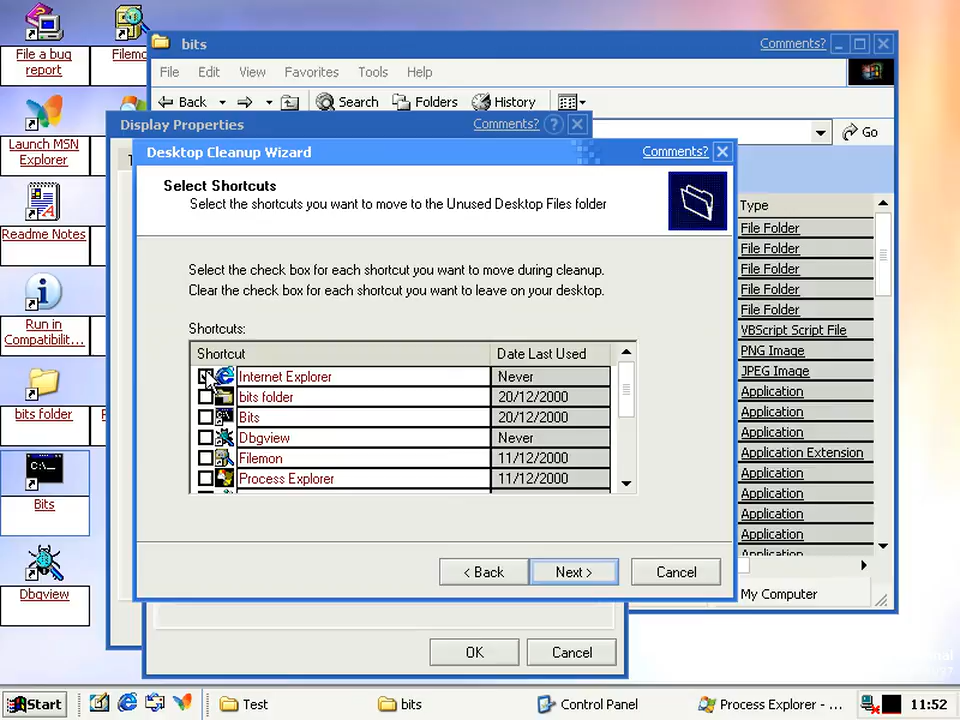 File a bug
report
Filemo
Launch MSN
Explorer
Readme Notes
Run in
Compatibilit...
bits folder
C:\...
Bits
Dbgview
bits
Comments?
File Edit View Favorites Tools Help
Back Search Folders History
Go
Display Properties
Comments?
Desktop Cleanup Wizard
Comments?
Select Shortcuts
Select the shortcuts you want to move to the Unused Desktop Files folder
Select the check box for each shortcut you want to move during cleanup.
Clear the check box for each shortcut you want to leave on your desktop.
Shortcuts:
Shortcut Date Last Used
Internet Explorer Never
bits folder 20/12/2000
Bits 20/12/2000
Dbgview Never
Filemon 11/12/2000
Process Explorer 11/12/2000
< Back Next > Cancel
OK Cancel
Type
File Folder
File Folder
File Folder
File Folder
File Folder
VBScript Script File
PNG Image
JPEG Image
Application
Application
Application
Application Extension
Application
Application
Application
Application
Application
My Computer
Start Test bits Control Panel Process Explorer - ... 11:52